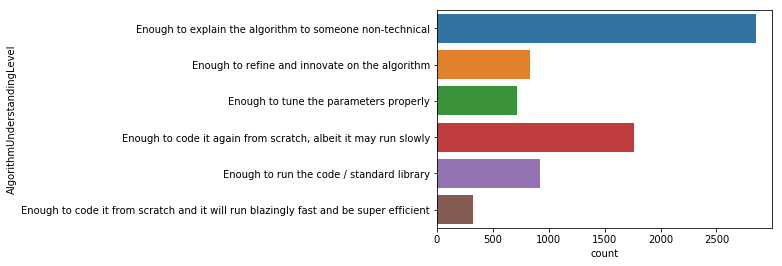 AlgorithmUnderstandingLevel
Enough to explain the algorithm to someone non-technical
Enough to refine and innovate on the algorithm
Enough to tune the parameters properly
Enough to code it again from scratch, albeit it may run slowly
Enough to run the code / standard library
Enough to code it from scratch and it will run blazingly fast and be super efficient
0 500 1000 1500 2000 2500
count